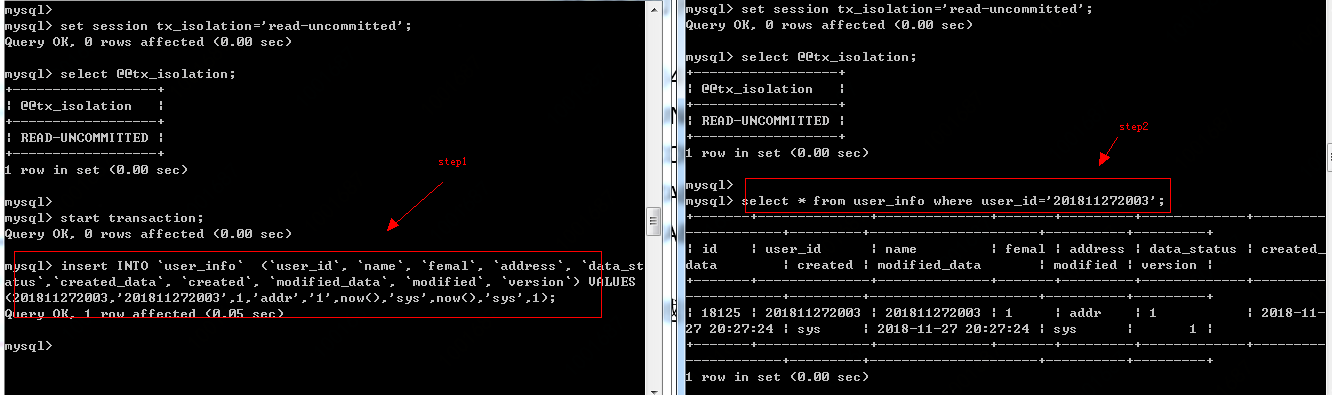 mysql>
mysql> set session tx_isolation='read-uncommitted';
Query OK, 0 rows affected (0.00 sec)
mysql> select @@tx_isolation;
+------------------+
| @@tx_isolation   |
+------------------+
| READ-UNCOMMITTED |
+------------------+
1 row in set (0.00 sec)
step1
mysql>
mysql> start transaction;
Query OK, 0 rows affected (0.00 sec)
mysql> insert INTO `user_info`  (`user_id`, `name`, `femal`, `address`, `data_st
atus`,`created_data`, `created`, `modified_data`, `modified`, `version`) VALUES
(201811272003,'201811272003',1,'addr','1',now(),'sys',now(),'sys',1);
Query OK, 1 row affected (0.05 sec)
mysql>
mysql> set session tx_isolation='read-uncommitted';
Query OK, 0 rows affected (0.00 sec)
mysql> select @@tx_isolation;
+------------------+
| @@tx_isolation   |
+------------------+
| READ-UNCOMMITTED |
+------------------+
1 row in set (0.00 sec)
step2
mysql>
mysql> select * from user_info where user_id='201811272003';
+-------+--------------+--------------+-------+---------+-------------+---------
------------+---------+---------------------+----------+---------+
| id    | user_id      | name         | femal | address | data_status | created_
data        | created | modified_data       | modified | version |
+-------+--------------+--------------+-------+---------+-------------+---------
------------+---------+---------------------+----------+---------+
| 18125 | 201811272003 | 201811272003 | 1     | addr    | 1           | 2018-11-
27 20:27:24 | sys     | 2018-11-27 20:27:24 | sys      |       1 |
+-------+--------------+--------------+-------+---------+-------------+---------
------------+---------+---------------------+----------+---------+
1 row in set (0.00 sec)